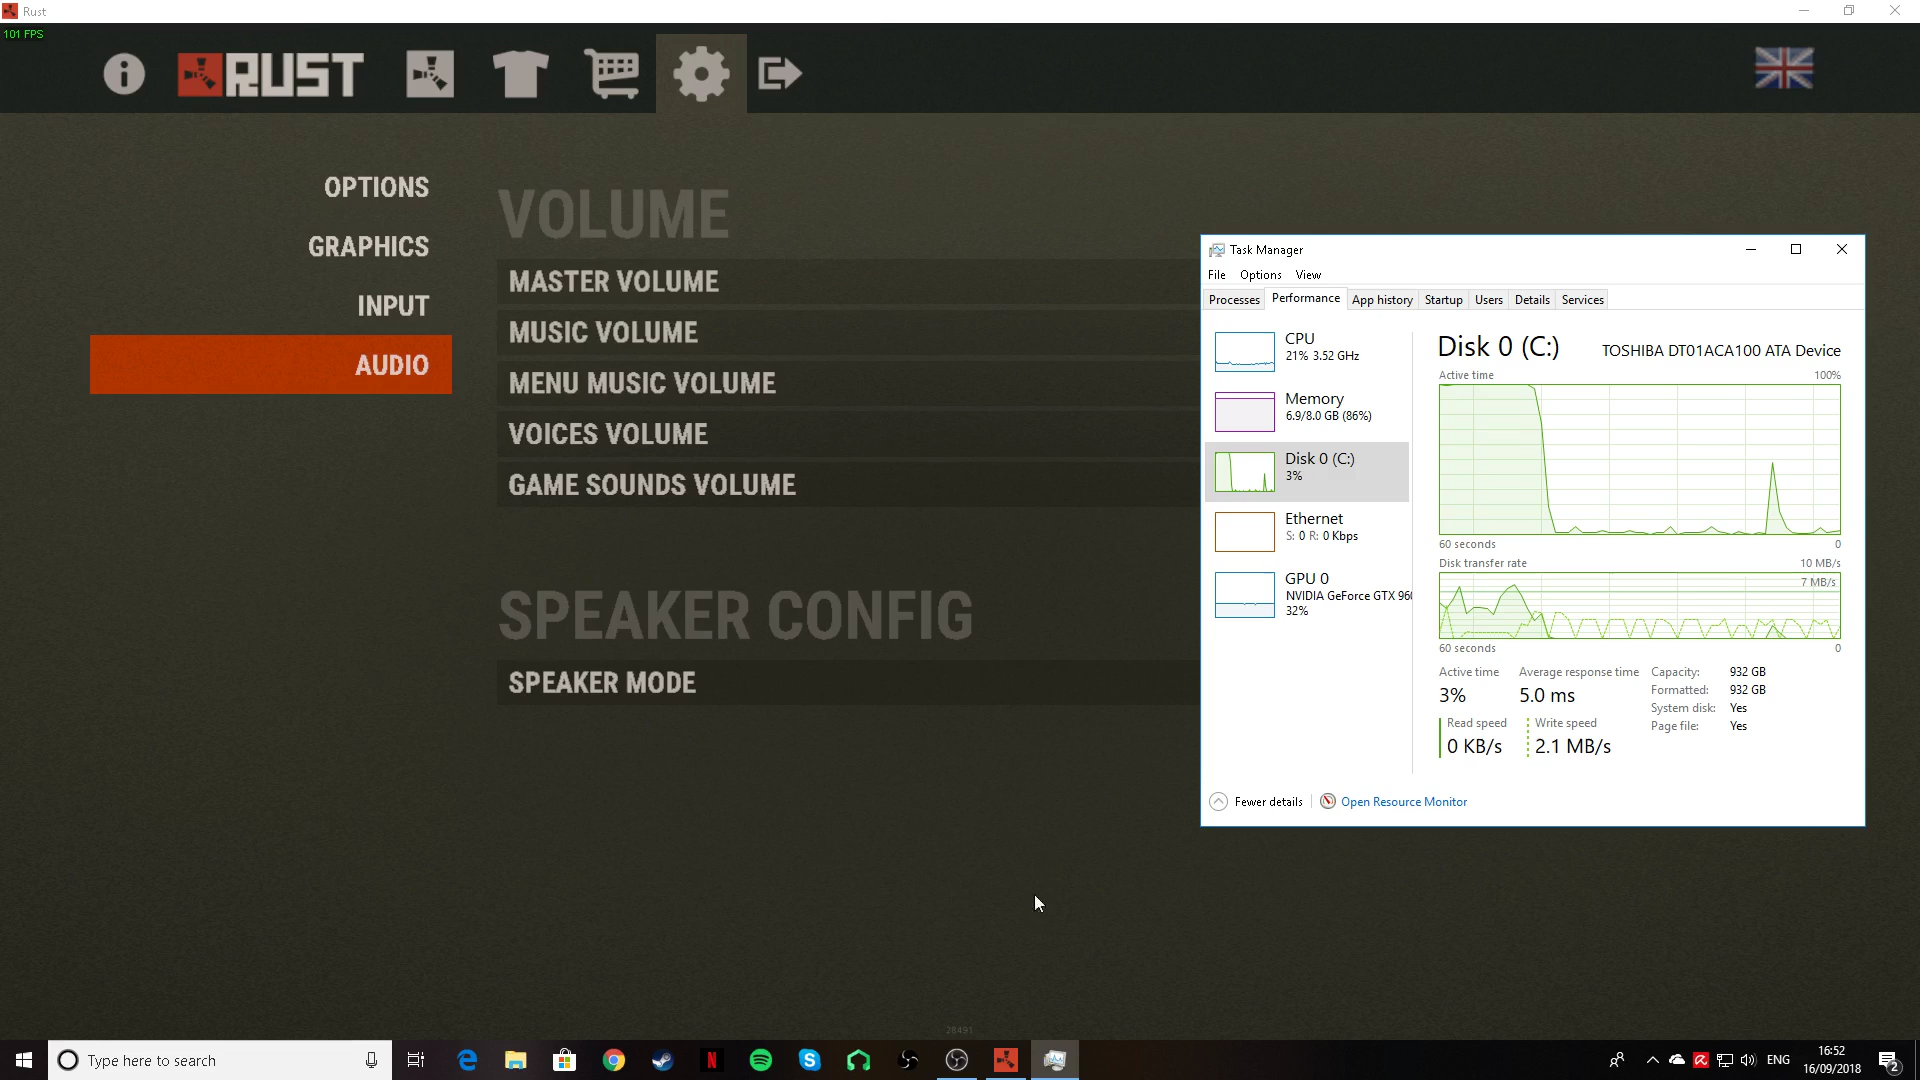 Rust
101 FPS
RUST
OPTIONS
GRAPHICS
INPUT
AUDIO
VOLUME
MASTER VOLUME
MUSIC VOLUME
MENU MUSIC VOLUME
VOICES VOLUME
GAME SOUNDS VOLUME
SPEAKER CONFIG
SPEAKER MODE
Task Manager
File Options View
Processes Performance App history Startup Users Details Services
CPU
21% 3.52 GHz
Memory
6.9/8.0 GB (86%)
Disk 0 (C:)
3%
Ethernet
S: 0 R: 0 Kbps
GPU 0
NVIDIA GeForce GTX 960
32%
Disk 0 (C:) TOSHIBA DT01ACA100 ATA Device
Active time 100%
60 seconds 0
Disk transfer rate 10 MB/s
7 MB/s
60 seconds 0
Active time
3%
Average response time
5.0 ms
Read speed
0 KB/s
Write speed
2.1 MB/s
Capacity: 932 GB
Formatted: 932 GB
System disk: Yes
Page file: Yes
Fewer details Open Resource Monitor
28491
Type here to search
ENG
16:52
16/09/2018
2